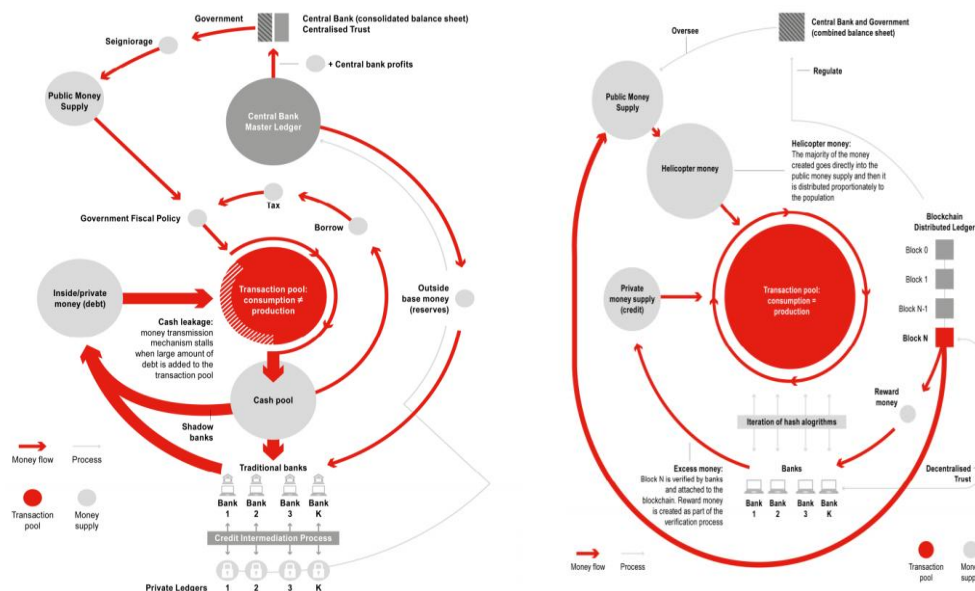 Government
Central Bank (consolidated balance sheet)
Centralised Trust
Seigniorage
+ Central bank profits
Public Money
Supply
Central Bank
Master Ledger
Tax
Government Fiscal Policy
Borrow
Inside/private
money (debt)
Transaction pool:
consumption ≠
production
Outside
base money
(reserves)
Cash leakage:
money transmission
mechanism stalls
when large amount of
debt is added to the
transaction pool
Cash pool
Shadow
banks
Money flow
Process
Traditional banks
Bank
1
Bank
2
Bank
3
Bank
K
Transaction
pool
Money
supply
Credit Intermediation Process
Private Ledgers
1
2
3
K
Central Bank and Government
(combined balance sheet)
Oversee
Regulate
Public Money
Supply
Helicopter money
Helicopter money:
The majority of the money
created goes directly into the
public money supply and then it
is distributed proportionately to
the population
Blockchain
Distributed Ledger
Block 0
Block 1
Block N-1
Block N
Private
money supply
(credit)
Transaction pool:
consumption =
production
Reward
money
Iteration of hash alogrithms
Excess money:
Block N is verified by banks
and attached to the
blockchain. Reward money
is created as part of the
verification process
Banks
Bank
1
Bank
2
Bank
3
Bank
K
Decentralised
Trust
Money flow
Process
Transaction
pool
Mone
suppl